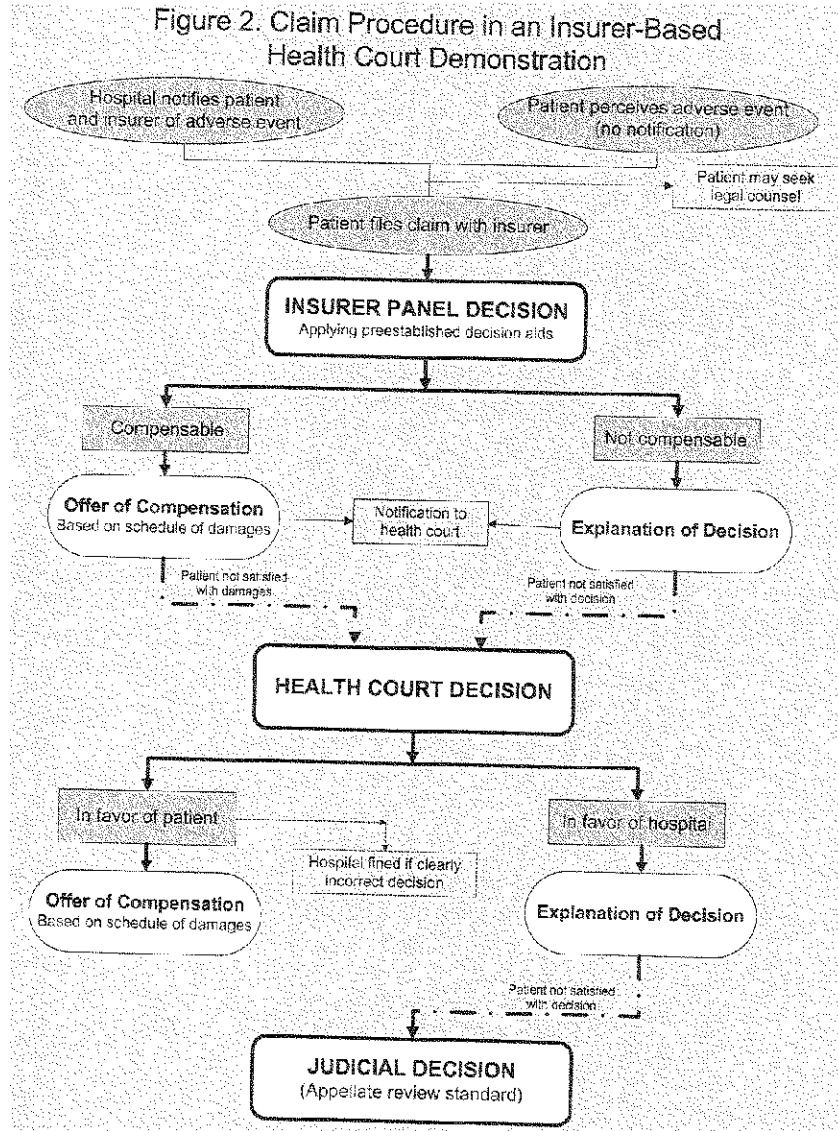 Figure 2. Claim Procedure in an Insurer-Based
Health Court Demonstration
Hospital notifies patient
and insurer of adverse event
Patient perceives adverse event
(no notification)
Patient may seek
legal counsel
Patient files claim with insurer
INSURER PANEL DECISION
Applying preestablished decision aids
Compensable
Not compensable
Offer of Compensation
Based on schedule of damages
Notification to
health court
Explanation of Decision
Patient not satisfied
with damages
Patient not satisfied
with decision
HEALTH COURT DECISION
In favor of patient
In favor of hospital
Hospital fined if clearly
incorrect decision
Offer of Compensation
Based on schedule of damages
Explanation of Decision
Patient not satisfied
with decision
JUDICIAL DECISION
(Appellate review standard)